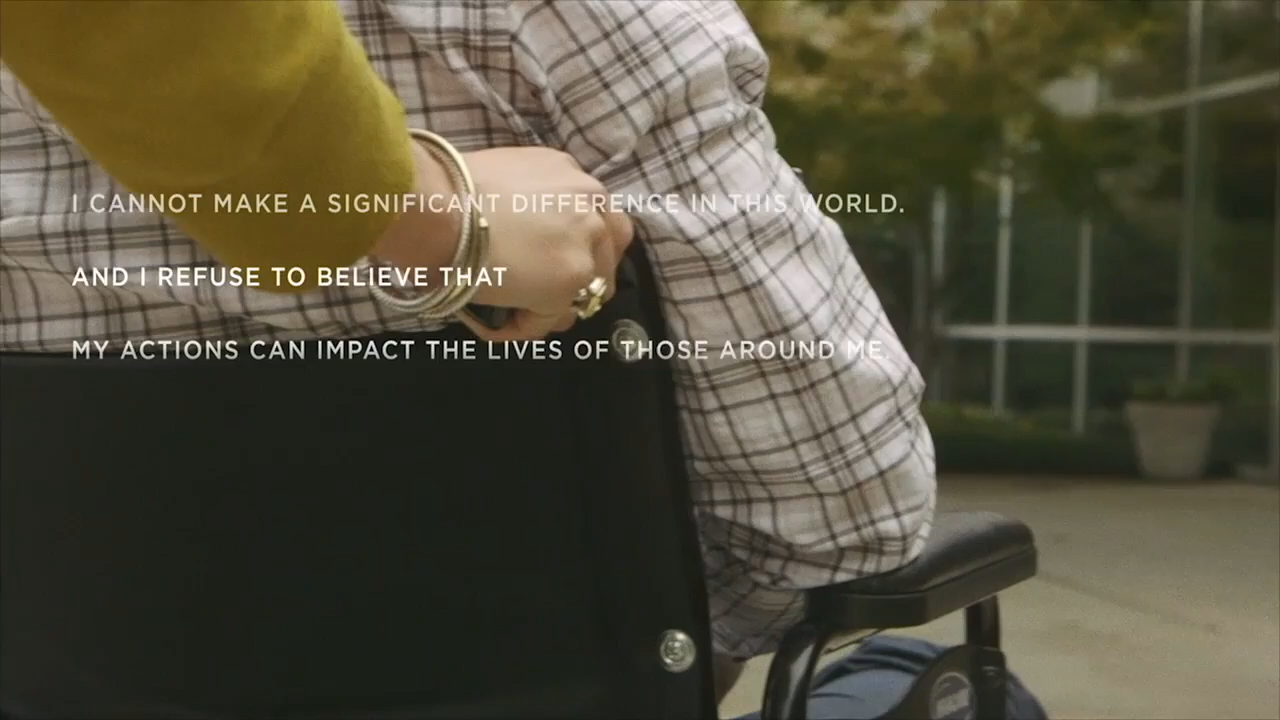 I CANNOT MAKE A SIGNIFICANT DIFFERENCE IN THIS WORLD.
AND I REFUSE TO BELIEVE THAT
MY ACTIONS CAN IMPACT THE LIVES OF THOSE AROUND ME.